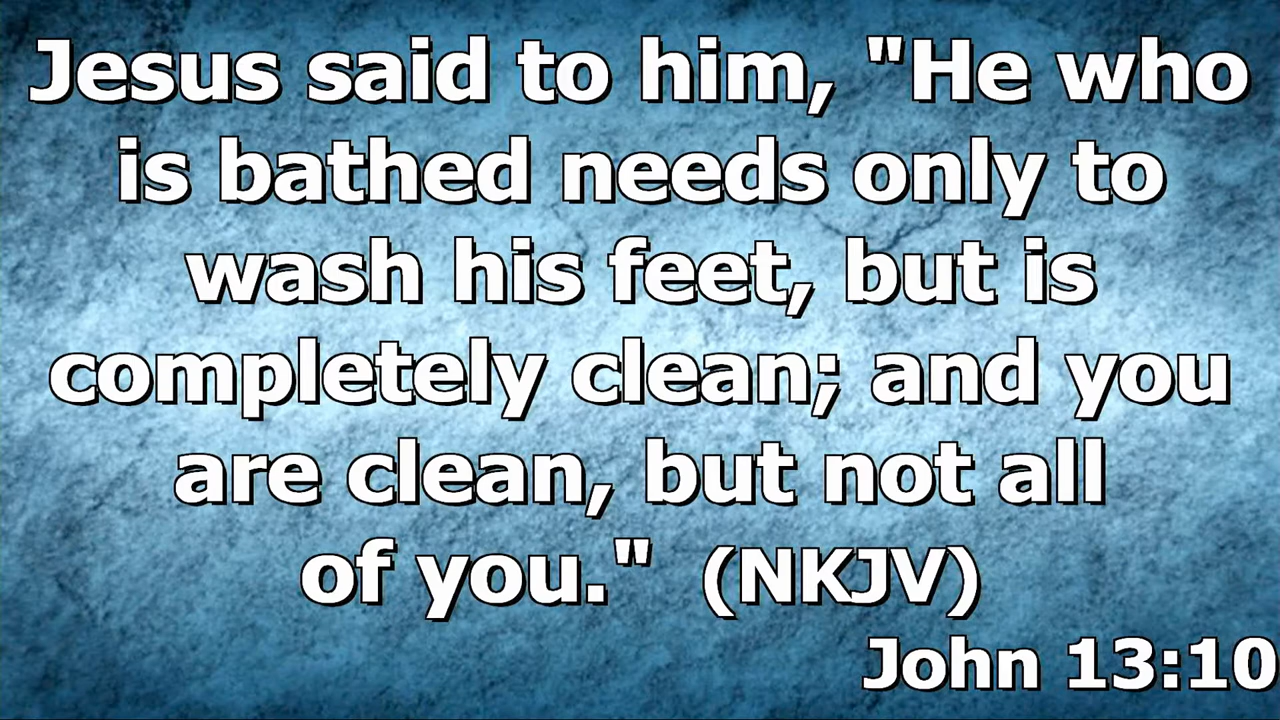 Jesus said to him, "He who
is bathed needs only to
wash his feet, but is
completely clean; and you
are clean, but not all
of you." (NKJV)
John 13:10